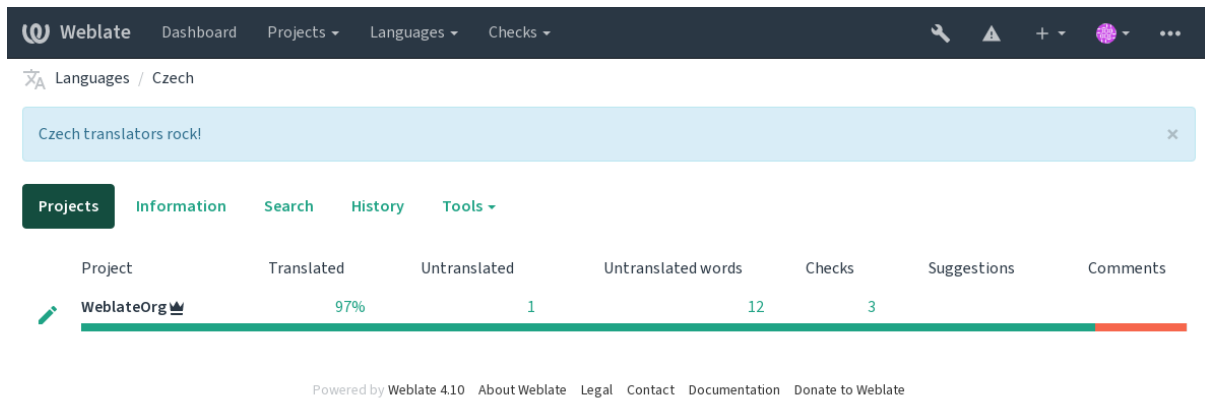 Weblate Dashboard Projects Languages Checks
Languages / Czech
Czech translators rock! ×
Projects Information Search History Tools
Project Translated Untranslated Untranslated words Checks Suggestions Comments
WeblateOrg 97% 1 12 3
Powered by Weblate 4.10 About Weblate Legal Contact Documentation Donate to Weblate